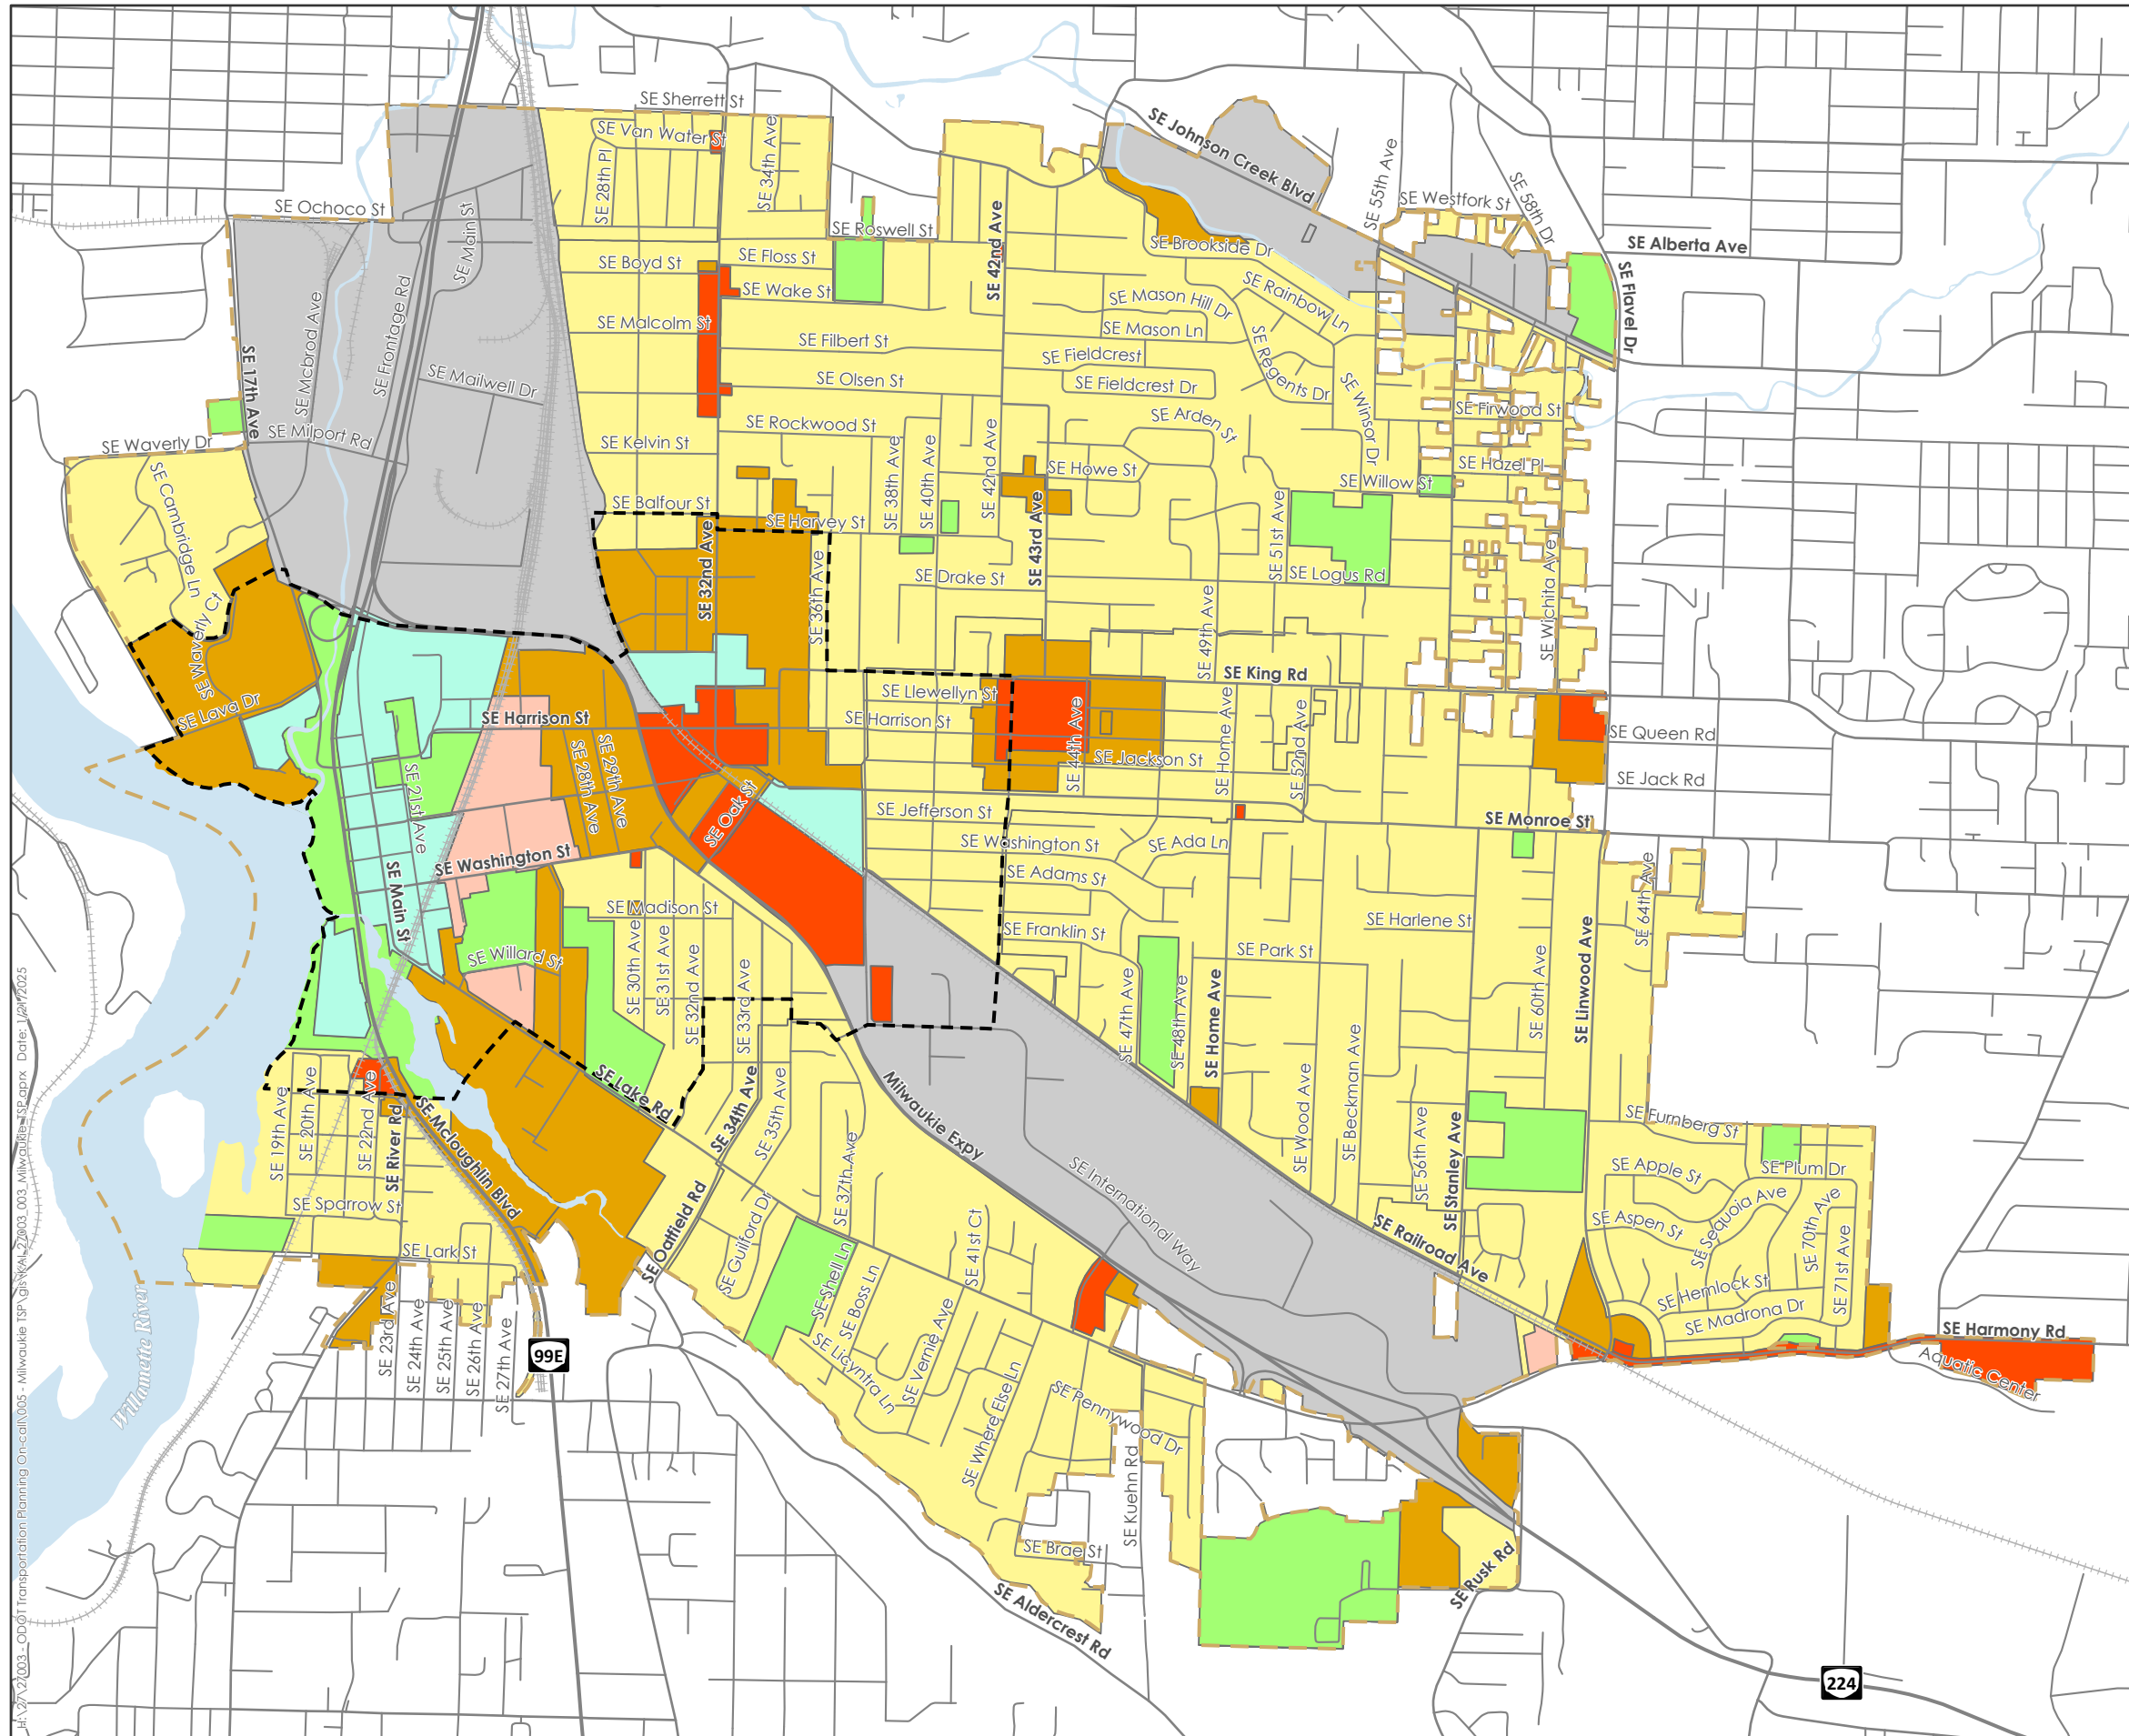 SE Sherrett St
SE Van Water St
SE 28th Pl
SE 34th Ave
SE Johnson Creek Blvd
SE 55th Ave
SE Westfork St
SE 58th Dr
SE Ochoco St
SE Main St
SE Roswell St
SE 42nd Ave
SE Brookside Dr
SE Alberta Ave
SE Boyd St
SE Floss St
SE Wake St
SE Rainbow Ln
SE Flavel Dr
SE Mcbrod Ave
SE Frontage Rd
SE Malcolm St
SE Mason Hill Dr
SE Mason Ln
SE Filbert St
SE Fieldcrest
SE Regents Dr
SE 17th Ave
SE Mailwell Dr
SE Olsen St
SE Fieldcrest Dr
SE Winsor Dr
SE Firwood St
SE Waverly Dr
SE Milport Rd
SE Kelvin St
SE Rockwood St
SE Arden St
SE 38th Ave
SE 40th Ave
SE 42nd Ave
SE Howe St
SE Hazel Pl
SE Willow St
SE Cambridge Ln
SE Balfour St
SE Harvey St
SE 32nd Ave
SE 43rd Ave
SE 51st Ave
SE 36th Ave
SE Drake St
SE Logus Rd
SE 49th Ave
SE Wichita Ave
SE Waverly Ct
SE Lava Dr
SE King Rd
SE Llewellyn St
SE Harrison St
SE Harrison St
SE 44th Ave
SE Home Ave
SE 52nd Ave
SE Queen Rd
SE 28th Ave
SE 29th Ave
SE Jackson St
SE Jack Rd
SE 21st Ave
SE Oak St
SE Jefferson St
SE Monroe St
SE Washington St
SE Washington St
SE Ada Ln
SE Main St
SE Adams St
SE 64th Ave
SE Madison St
SE Harlene St
SE Franklin St
SE Park St
SE Willard St
SE 30th Ave
SE 31st Ave
SE 32nd Ave
SE 33rd Ave
SE 47th Ave
SE 48th Ave
SE Home Ave
SE 60th Ave
SE Linwood Ave
SE Lake Rd
SE 34th Ave
SE 35th Ave
Milwaukie Expy
SE Wood Ave
SE Beckman Ave
SE 56th Ave
SE Stanley Ave
SE Furnberg St
SE 19th Ave
SE 20th Ave
SE 22nd Ave
SE River Rd
SE Mcloughlin Blvd
SE 37th Ave
SE International Way
SE Apple St
SE Plum Dr
SE Sparrow St
SE Oatfield Rd
SE Guilford Dr
SE Shell Ln
SE Boss Ln
SE 41st Ct
SE Railroad Ave
SE Aspen St
SE Sequoia Ave
SE 70th Ave
SE 71st Ave
SE Lark St
SE Hemlock St
SE Madrona Dr
SE Harmony Rd
Aquatic Center
Willamette River
SE 23rd Ave
SE 24th Ave
SE 25th Ave
SE 26th Ave
SE 27th Ave
99E
SE Licyntra Ln
SE Vernie Ave
SE Where Else Ln
SE Pennywood Dr
SE Kuehn Rd
SE Brae St
SE Aldercrest Rd
SE Rusk Rd
224
H:\27\27003 - ODOT Transportation Planning On-call\005 - Milwaukie TSP\gis\KAI_27003_003_Milwaukie_TSP.aprx Date: 1/21/2025